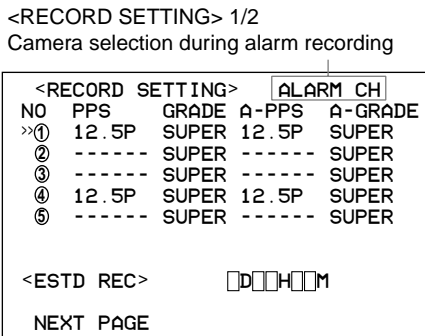 <RECORD SETTING> 1/2
Camera selection during alarm recording
<RECORD SETTING> ALARM CH
NO PPS GRADE A-PPS A-GRADE
»① 12.5P SUPER 12.5P SUPER
② ------ SUPER ------ SUPER
③ ------ SUPER ------ SUPER
④ 12.5P SUPER 12.5P SUPER
⑤ ------ SUPER ------ SUPER
<ESTD REC> □D□□H□□M
NEXT PAGE